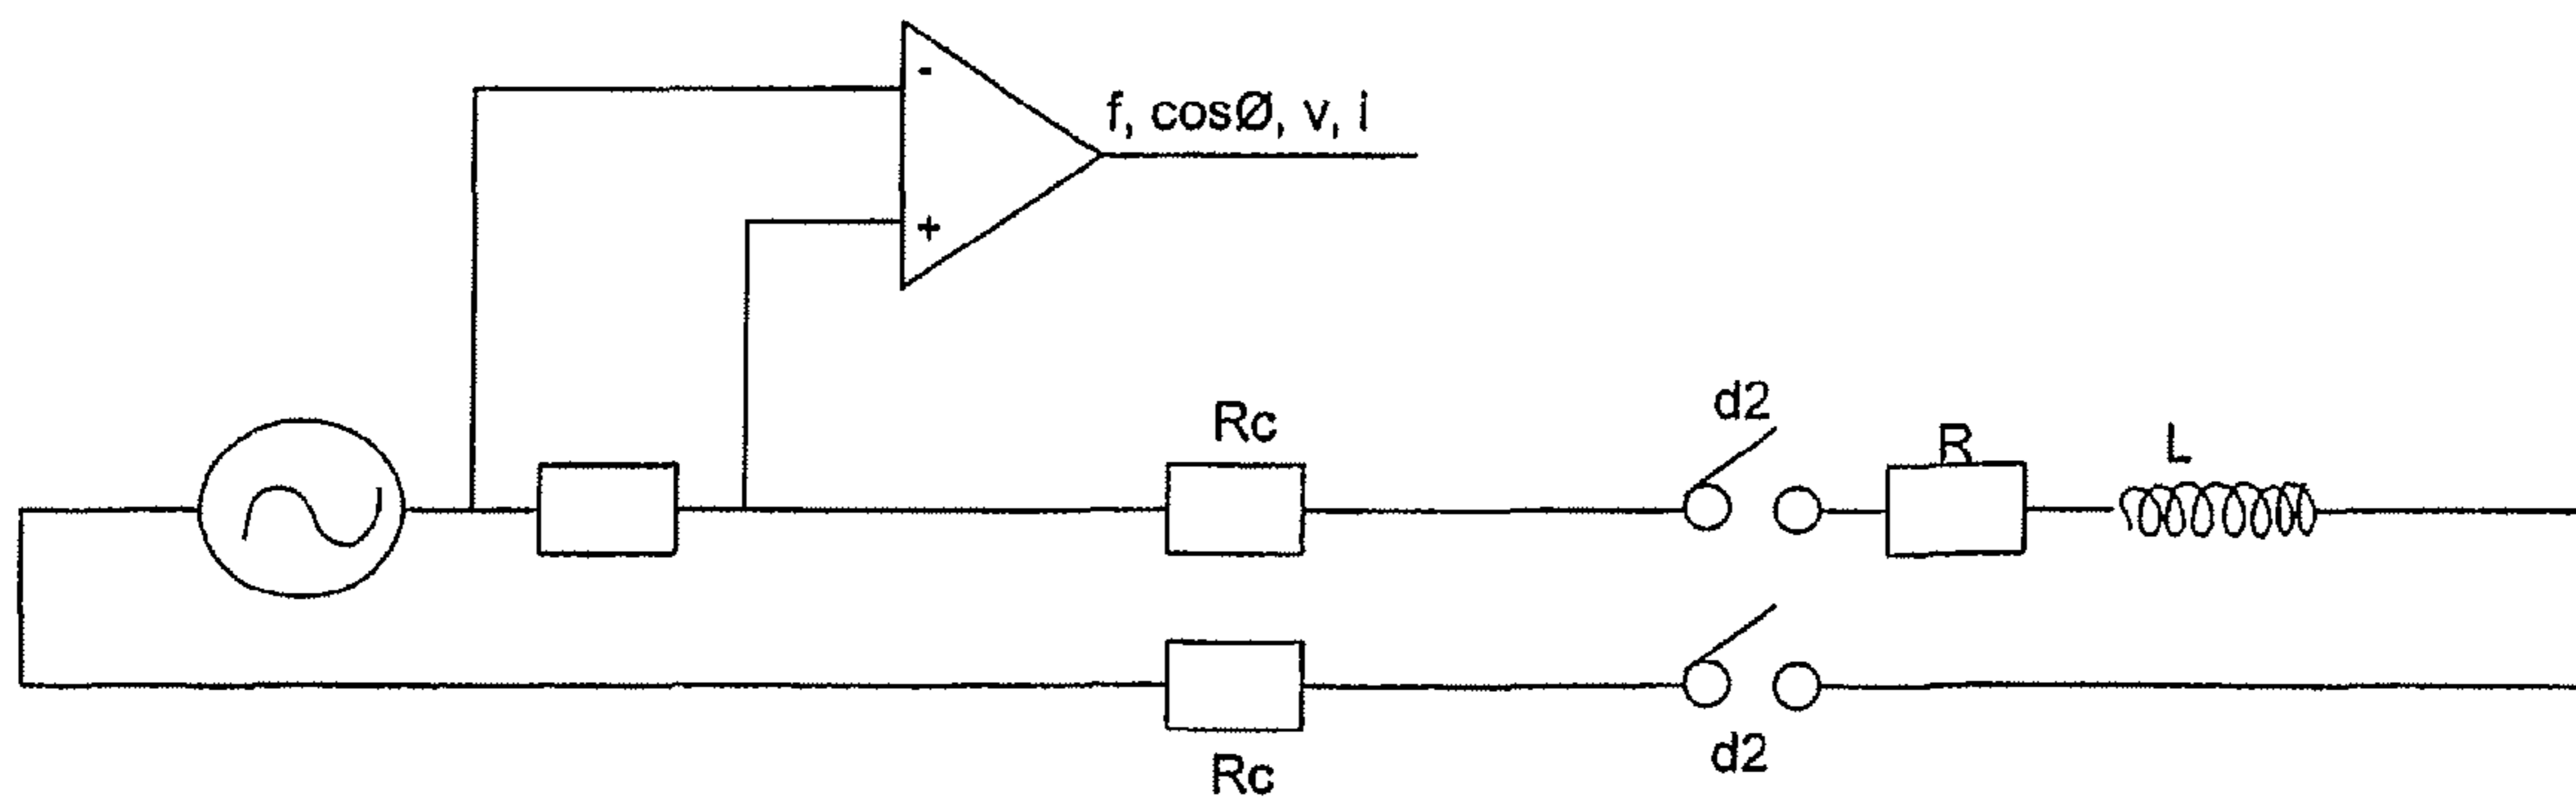 -
f, cosØ, v, i
+
d2
Rc
R
L
d2
Rc